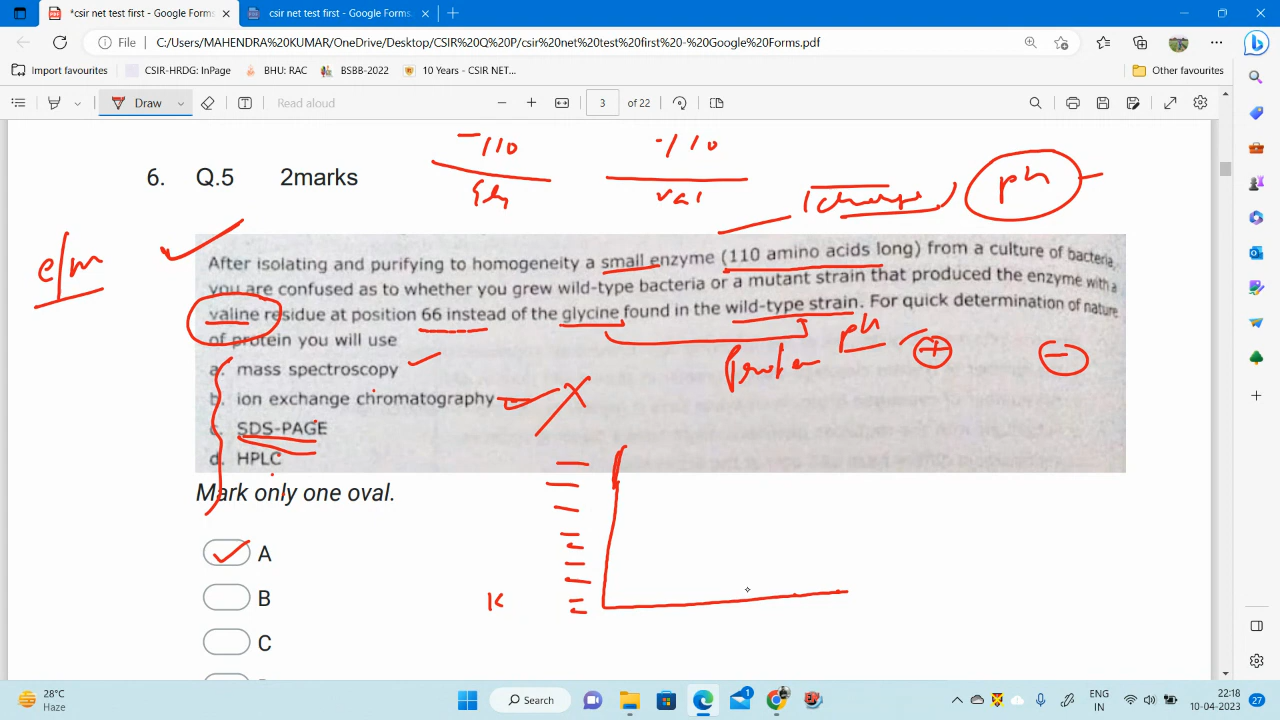 *csir net test first - Google Forms
csir net test first - Google Forms.
File
C:/Users/MAHENDRA%20KUMAR/OneDrive/Desktop/CSIR%20Q%20P/csir%20net%20test%20first%20-%20Google%20Forms.pdf
Import favourites
CSIR-HRDG: InPage
BHU: RAC
BSBB-2022
10 Years - CSIR NET...
Other favourites
Draw
Read aloud
3
of 22
-110
-110
Gly
val
ph
6. Q.5 2marks
e/m
After isolating and purifying to homogeneity a small enzyme (110 amino acids long) from a culture of bacteria,
you are confused as to whether you grew wild-type bacteria or a mutant strain that produced the enzyme with a
valine residue at position 66 instead of the glycine found in the wild-type strain. For quick determination of nature
of protein you will use
ph
+
-
a. mass spectroscopy
b. ion exchange chromatography
c. SDS-PAGE
d. HPLC
Mark only one oval.
A
B
C
K
28°C
Haze
Search
1
ENG
IN
22:18
10-04-2023
27